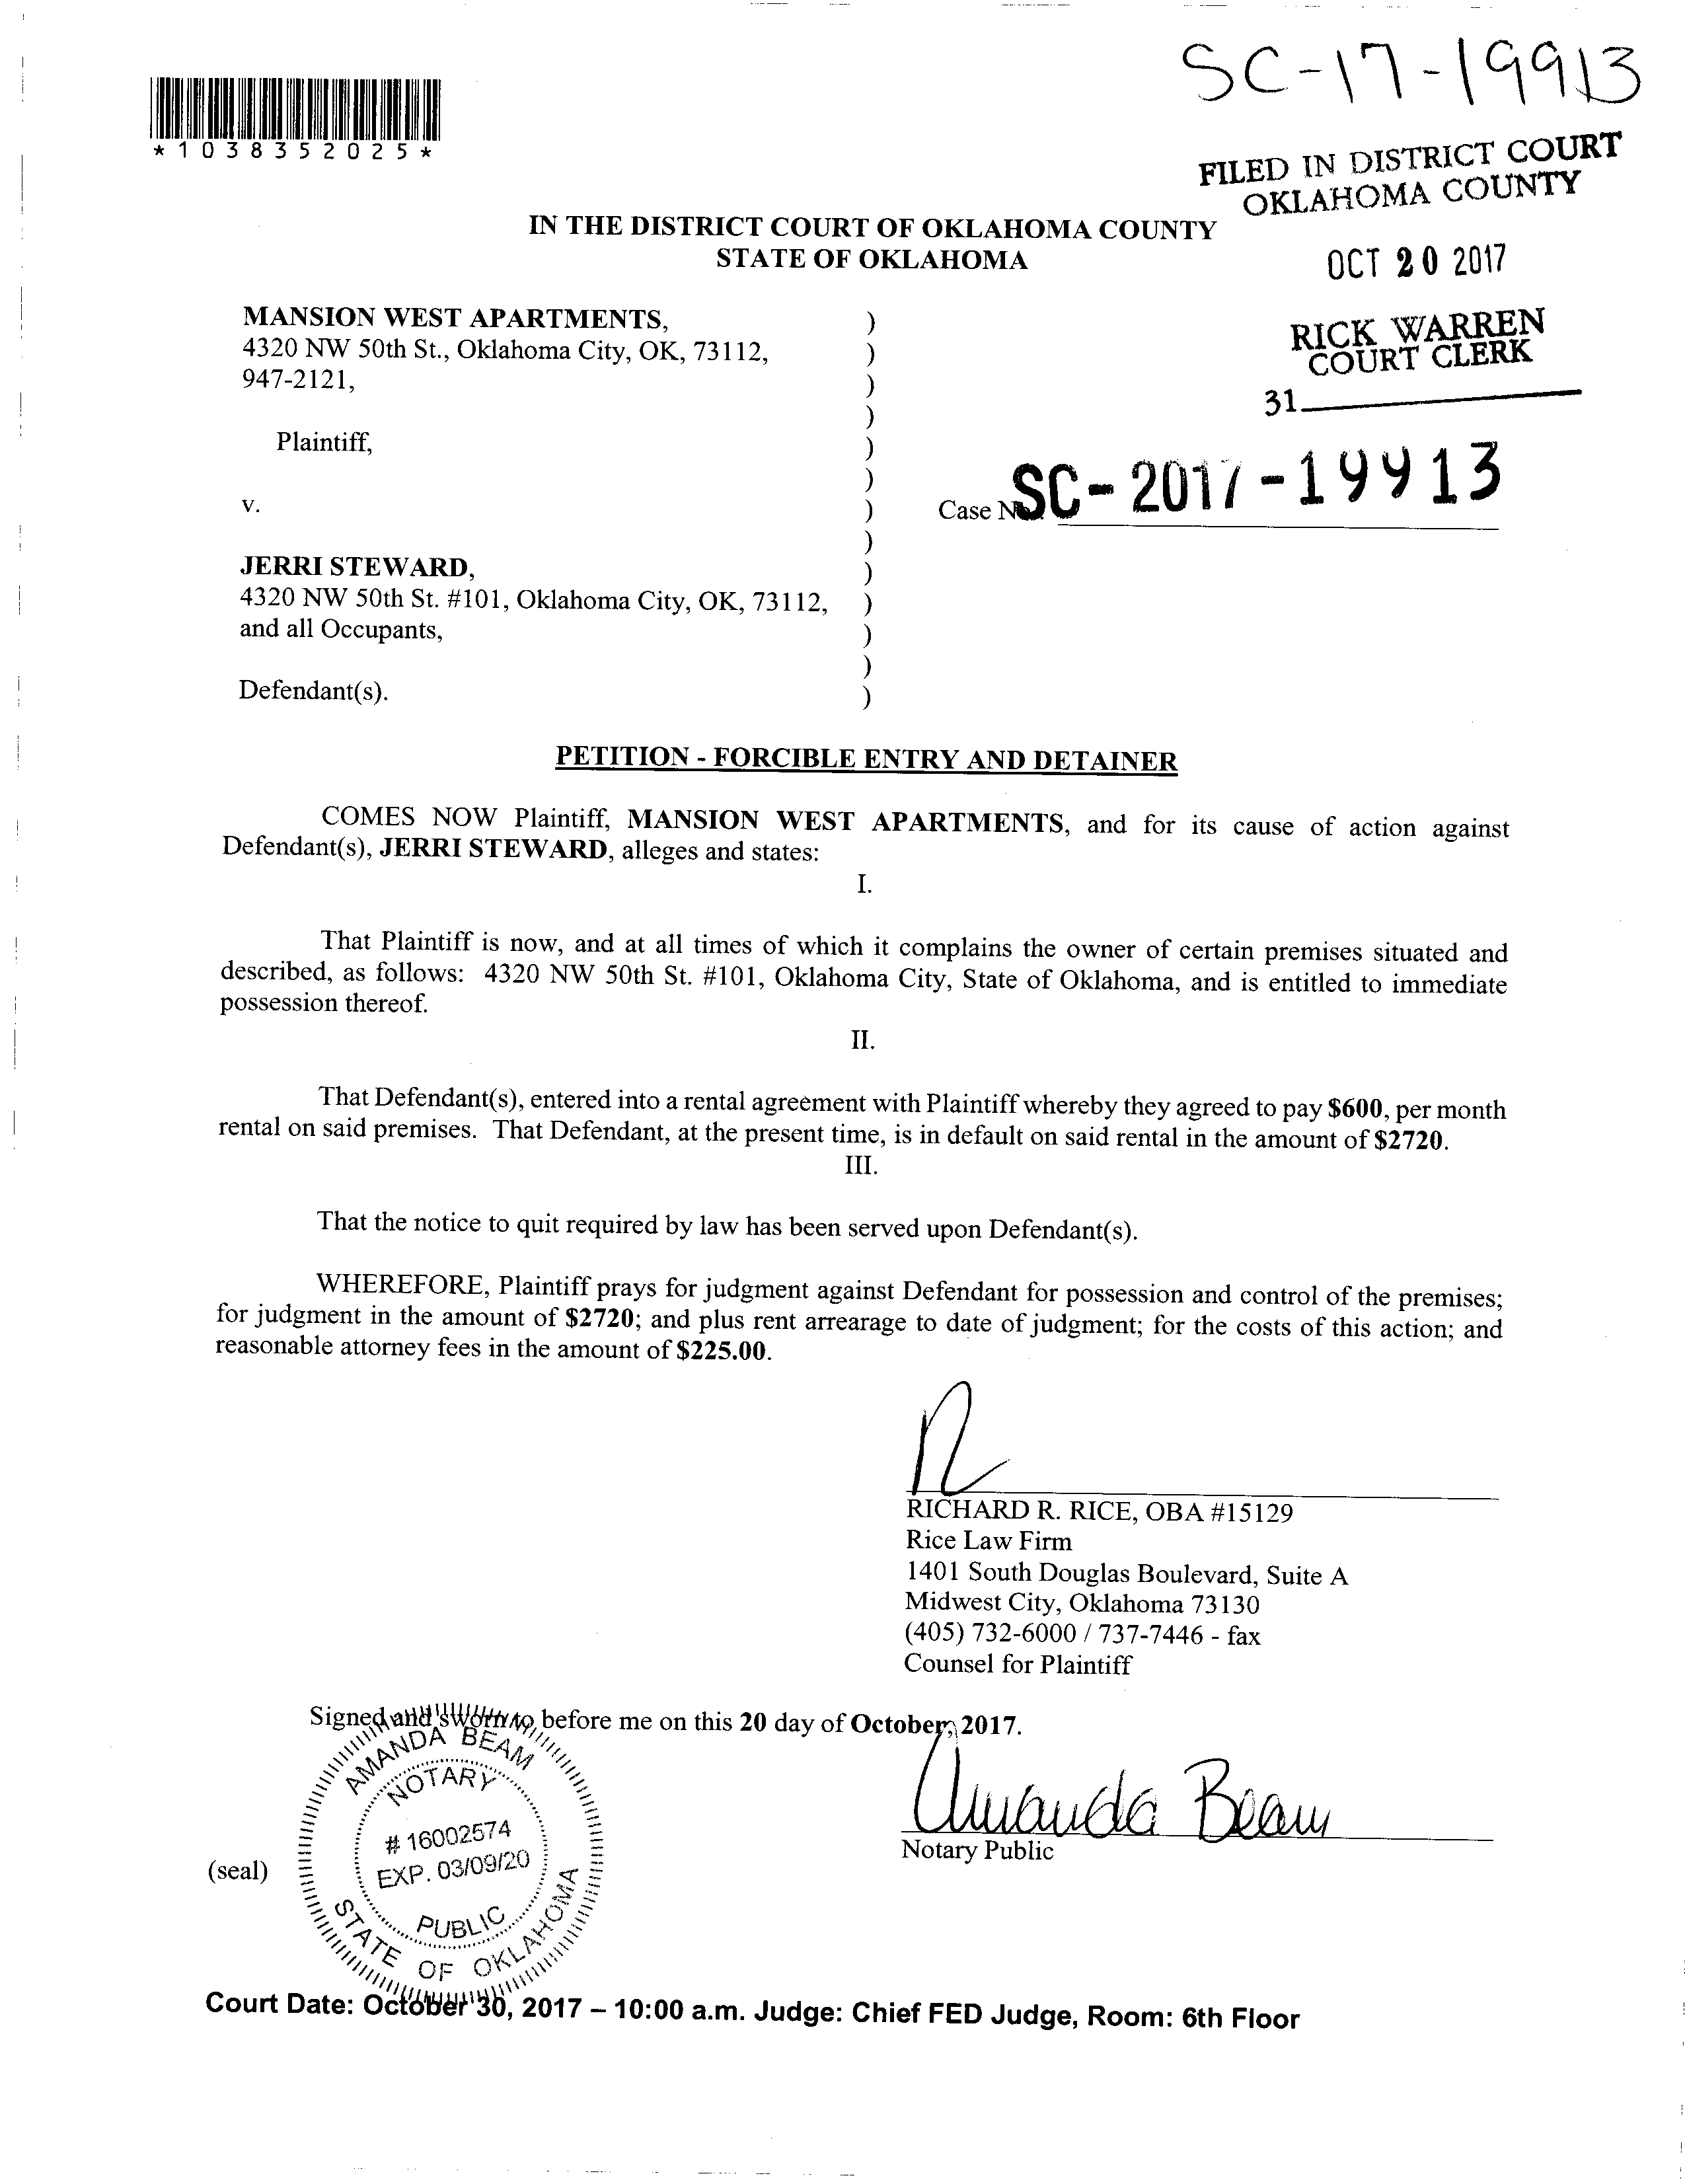 SC-17-19913
*1038352025*
FILED IN DISTRICT COURT
OKLAHOMA COUNTY
IN THE DISTRICT COURT OF OKLAHOMA COUNTY
STATE OF OKLAHOMA
OCT 20 2017
RICK WARREN
COURT CLERK
31
MANSION WEST APARTMENTS, )
4320 NW 50th St., Oklahoma City, OK, 73112, )
947-2121, )
)
Plaintiff, )
)
v. )
Case No. SC-2017-19913
)
JERRI STEWARD, )
4320 NW 50th St. #101, Oklahoma City, OK, 73112, )
and all Occupants, )
)
Defendant(s). )
PETITION - FORCIBLE ENTRY AND DETAINER
COMES NOW Plaintiff, MANSION WEST APARTMENTS, and for its cause of action against
Defendant(s), JERRI STEWARD, alleges and states:
I.
That Plaintiff is now, and at all times of which it complains the owner of certain premises situated and
described, as follows: 4320 NW 50th St. #101, Oklahoma City, State of Oklahoma, and is entitled to immediate
possession thereof.
II.
That Defendant(s), entered into a rental agreement with Plaintiff whereby they agreed to pay $600, per month
rental on said premises. That Defendant, at the present time, is in default on said rental in the amount of $2720.
III.
That the notice to quit required by law has been served upon Defendant(s).
WHEREFORE, Plaintiff prays for judgment against Defendant for possession and control of the premises;
for judgment in the amount of $2720; and plus rent arrearage to date of judgment; for the costs of this action; and
reasonable attorney fees in the amount of $225.00.
RICHARD R. RICE, OBA #15129
Rice Law Firm
1401 South Douglas Boulevard, Suite A
Midwest City, Oklahoma 73130
(405) 732-6000 / 737-7446 - fax
Counsel for Plaintiff
Signed and sworn to before me on this 20 day of October, 2017.
Amanda Beam
Notary Public
(seal)
AMANDA BEAM
NOTARY
# 16002574
EXP. 03/09/20
PUBLIC
STATE OF OKLAHOMA
Court Date: October 30, 2017 – 10:00 a.m. Judge: Chief FED Judge, Room: 6th Floor